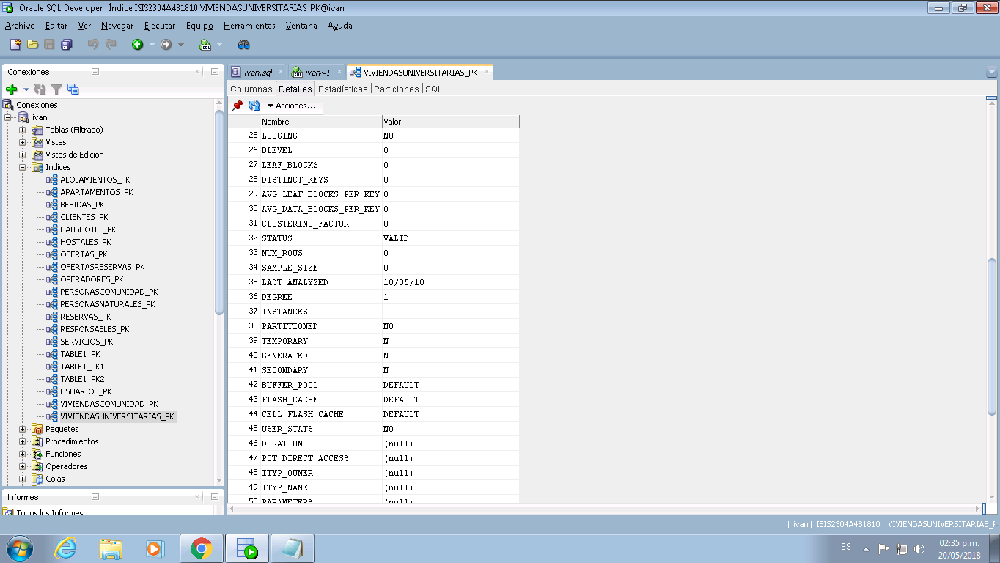 Oracle SQL Developer : Índice ISIS2304A481810.VIVIENDASUNIVERSITARIAS_PK@ivan
Archivo Editar Ver Navegar Ejecutar Equipo Herramientas Ventana Ayuda
Conexiones
Conexiones
ivan
Tablas (Filtrado)
Vistas
Vistas de Edición
Índices
ALOJAMIENTOS_PK
APARTAMENTOS_PK
BEBIDAS_PK
CLIENTES_PK
HABSHOTEL_PK
HOSTALES_PK
OFERTAS_PK
OFERTASRESERVAS_PK
OPERADORES_PK
PERSONASCOMUNIDAD_PK
PERSONASNATURALES_PK
RESERVAS_PK
RESPONSABLES_PK
SERVICIOS_PK
TABLE1_PK
TABLE1_PK1
TABLE1_PK2
USUARIOS_PK
VIVIENDASCOMUNIDAD_PK
VIVIENDASUNIVERSITARIAS_PK
Paquetes
Procedimientos
Funciones
Operadores
Colas
Informes
Todos los Informes
ivan.sql ivan~1 VIVIENDASUNIVERSITARIAS_PK
Columnas Detalles Estadísticas Particiones SQL
Acciones...
Nombre Valor
25 LOGGING NO
26 BLEVEL 0
27 LEAF_BLOCKS 0
28 DISTINCT_KEYS 0
29 AVG_LEAF_BLOCKS_PER_KEY 0
30 AVG_DATA_BLOCKS_PER_KEY 0
31 CLUSTERING_FACTOR 0
32 STATUS VALID
33 NUM_ROWS 0
34 SAMPLE_SIZE 0
35 LAST_ANALYZED 18/05/18
36 DEGREE 1
37 INSTANCES 1
38 PARTITIONED NO
39 TEMPORARY N
40 GENERATED N
41 SECONDARY N
42 BUFFER_POOL DEFAULT
43 FLASH_CACHE DEFAULT
44 CELL_FLASH_CACHE DEFAULT
45 USER_STATS NO
46 DURATION (null)
47 PCT_DIRECT_ACCESS (null)
48 ITYP_OWNER (null)
49 ITYP_NAME (null)
50 PARAMETERS (null)
ivan ISIS2304A481810 VIVIENDASUNIVERSITARIAS_P
ES
02:35 p.m.
20/05/2018